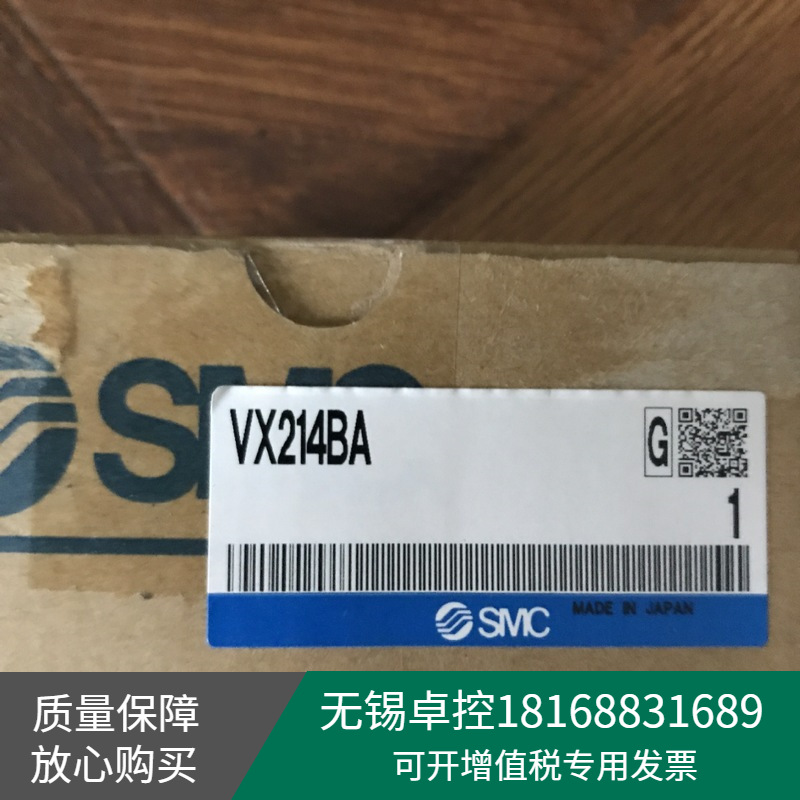 SMC
VX214BA
G
1
SMC
MADE IN JAPAN
质量保障
放心购买
无锡卓控18168831689
可开增值税专用发票